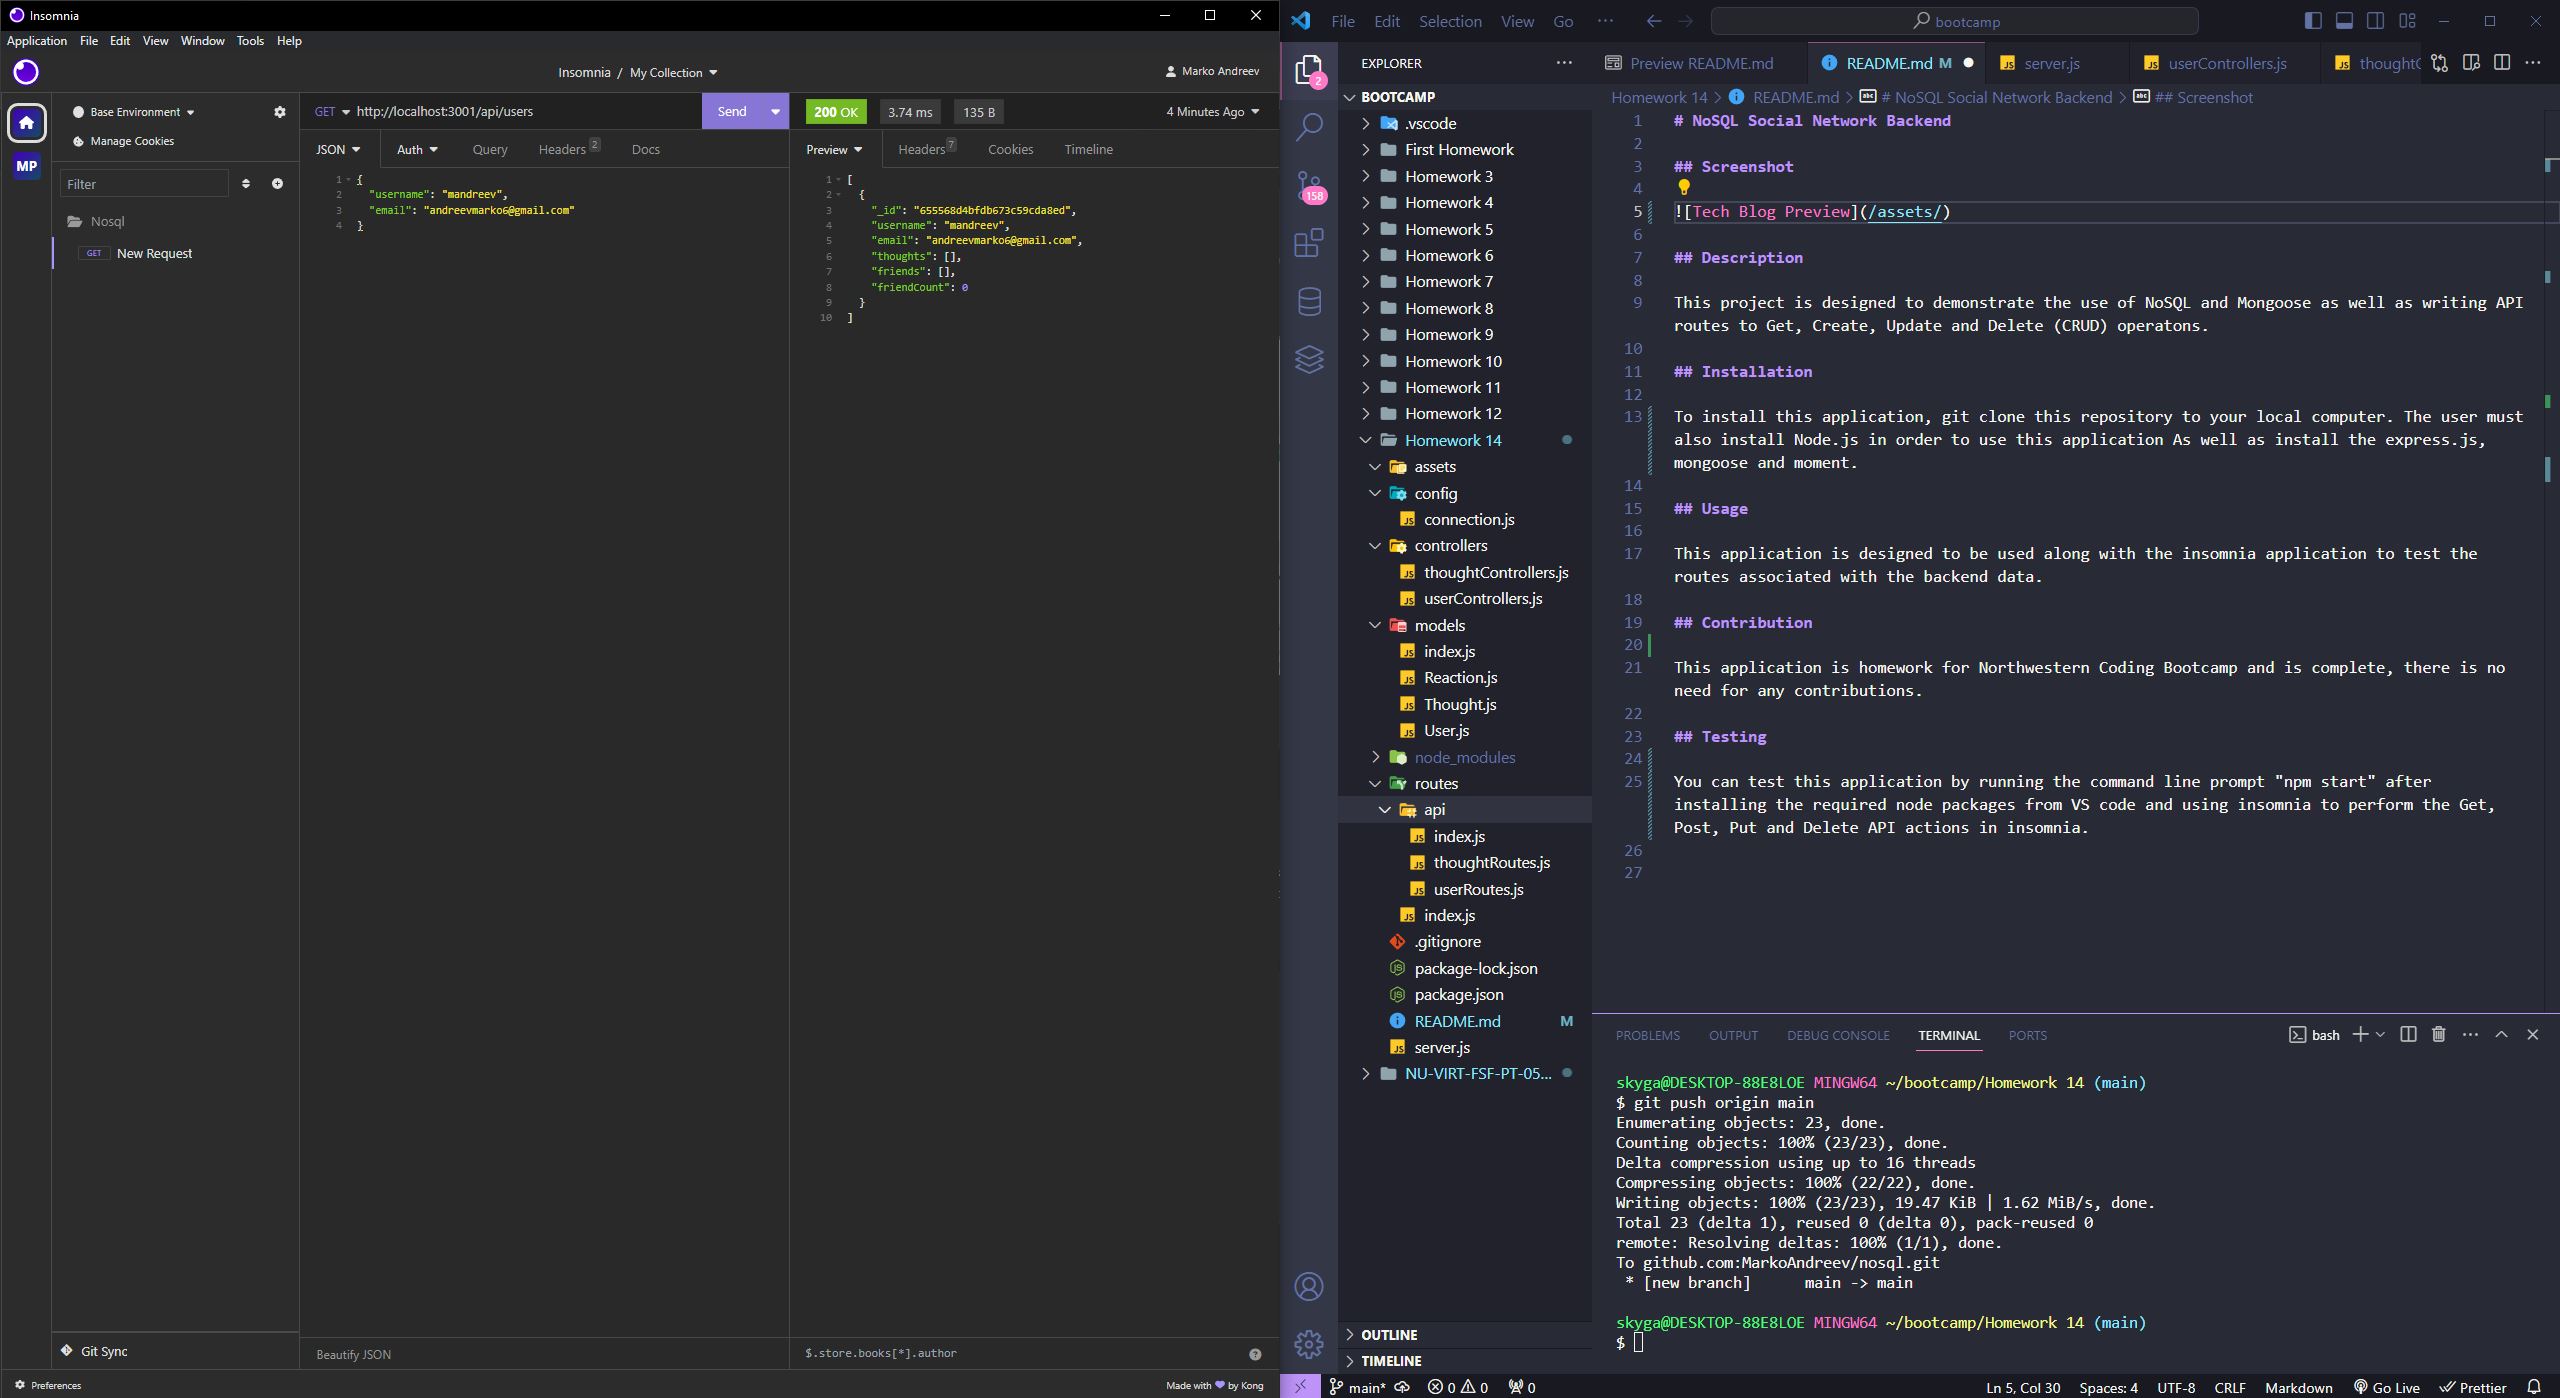 Insomnia
Application File Edit View Window Tools Help
Insomnia / My Collection
Marko Andreev
MP
Base Environment
Manage Cookies
Filter
Nosql
GET New Request
Git Sync
Preferences
GET http://localhost:3001/api/users
Send
JSON Auth Query Headers 2 Docs
1 {
2 "username": "mandreev",
3 "email": "andreevmarko6@gmail.com"
4 }
Beautify JSON
200 OK 3.74 ms 135 B
4 Minutes Ago
Preview Headers 7 Cookies Timeline
1 [
2 {
3 "_id": "655568d4bfdb673c59cda8ed",
4 "username": "mandreev",
5 "email": "andreevmarko6@gmail.com",
6 "thoughts": [],
7 "friends": [],
8 "friendCount": 0
9 }
10 ]
$.store.books[*].author
Made with by Kong
File Edit Selection View Go ···
bootcamp
2
158
EXPLORER
BOOTCAMP
.vscode
First Homework
Homework 3
Homework 4
Homework 5
Homework 6
Homework 7
Homework 8
Homework 9
Homework 10
Homework 11
Homework 12
Homework 14
assets
config
connection.js
controllers
thoughtControllers.js
userControllers.js
models
index.js
Reaction.js
Thought.js
User.js
node_modules
routes
api
index.js
thoughtRoutes.js
userRoutes.js
index.js
.gitignore
package-lock.json
package.json
README.md M
server.js
NU-VIRT-FSF-PT-05...
OUTLINE
TIMELINE
Preview README.md
README.md M
server.js
userControllers.js
thoughtC
Homework 14 > README.md > # NoSQL Social Network Backend > ## Screenshot
1 # NoSQL Social Network Backend
2
3 ## Screenshot
4
5 ![Tech Blog Preview](/assets/)
6
7 ## Description
8
9 This project is designed to demonstrate the use of NoSQL and Mongoose as well as writing API
routes to Get, Create, Update and Delete (CRUD) operatons.
10
11 ## Installation
12
13 To install this application, git clone this repository to your local computer. The user must
also install Node.js in order to use this application As well as install the express.js,
mongoose and moment.
14
15 ## Usage
16
17 This application is designed to be used along with the insomnia application to test the
routes associated with the backend data.
18
19 ## Contribution
20
21 This application is homework for Northwestern Coding Bootcamp and is complete, there is no
need for any contributions.
22
23 ## Testing
24
25 You can test this application by running the command line prompt "npm start" after
installing the required node packages from VS code and using insomnia to perform the Get,
Post, Put and Delete API actions in insomnia.
26
27
PROBLEMS OUTPUT DEBUG CONSOLE TERMINAL PORTS
bash
skyga@DESKTOP-88E8LOE MINGW64 ~/bootcamp/Homework 14 (main)
$ git push origin main
Enumerating objects: 23, done.
Counting objects: 100% (23/23), done.
Delta compression using up to 16 threads
Compressing objects: 100% (22/22), done.
Writing objects: 100% (23/23), 19.47 KiB | 1.62 MiB/s, done.
Total 23 (delta 1), reused 0 (delta 0), pack-reused 0
remote: Resolving deltas: 100% (1/1), done.
To github.com:MarkoAndreev/nosql.git
* [new branch] main -> main
skyga@DESKTOP-88E8LOE MINGW64 ~/bootcamp/Homework 14 (main)
$
main* 0 0 0
Ln 5, Col 30 Spaces: 4 UTF-8 CRLF Markdown Go Live Prettier